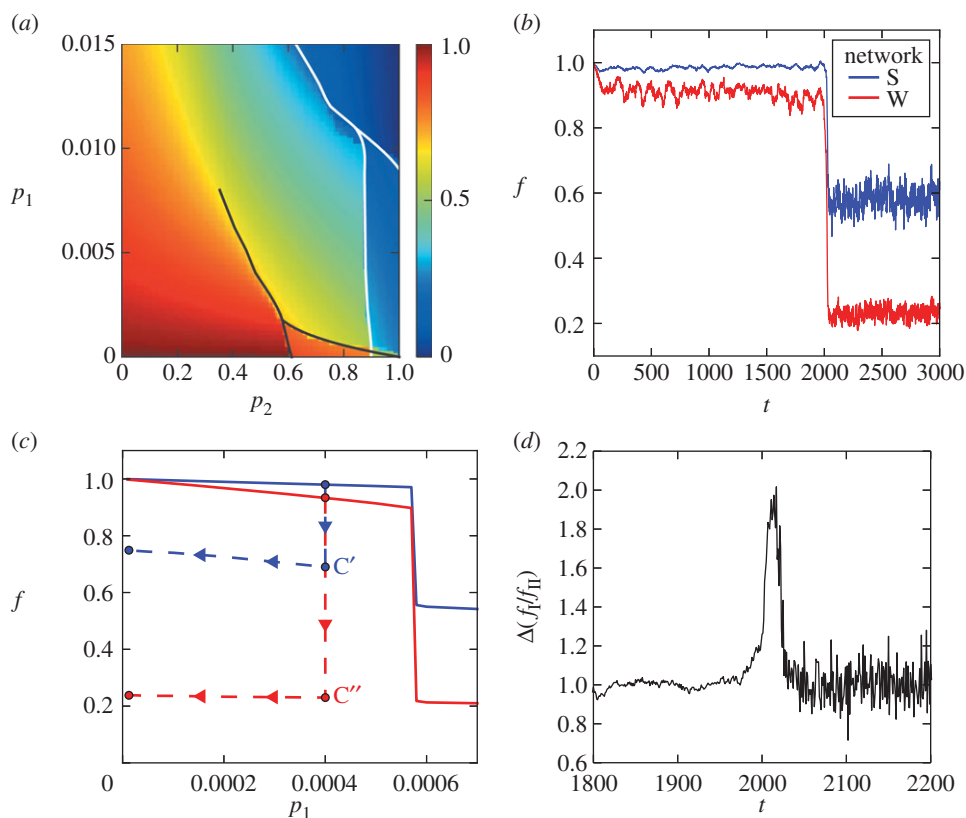 (a)
0.015
0.010
p1
0.005
0
0 0.2 0.4 0.6 0.8 1.0
p2
1.0
0.5
0
(b)
network
S
W
1.0
0.8
f
0.6
0.4
0.2
0 500 1000 1500 2000 2500 3000
t
(c)
1.0
0.8
f
0.6
0.4
0.2
C′
C″
0 0.0002 0.0004 0.0006
p1
(d)
2.2
2.0
1.8
1.6
Δ(fI/fII)
1.4
1.2
1.0
0.8
0.6
1800 1900 2000 2100 2200
t